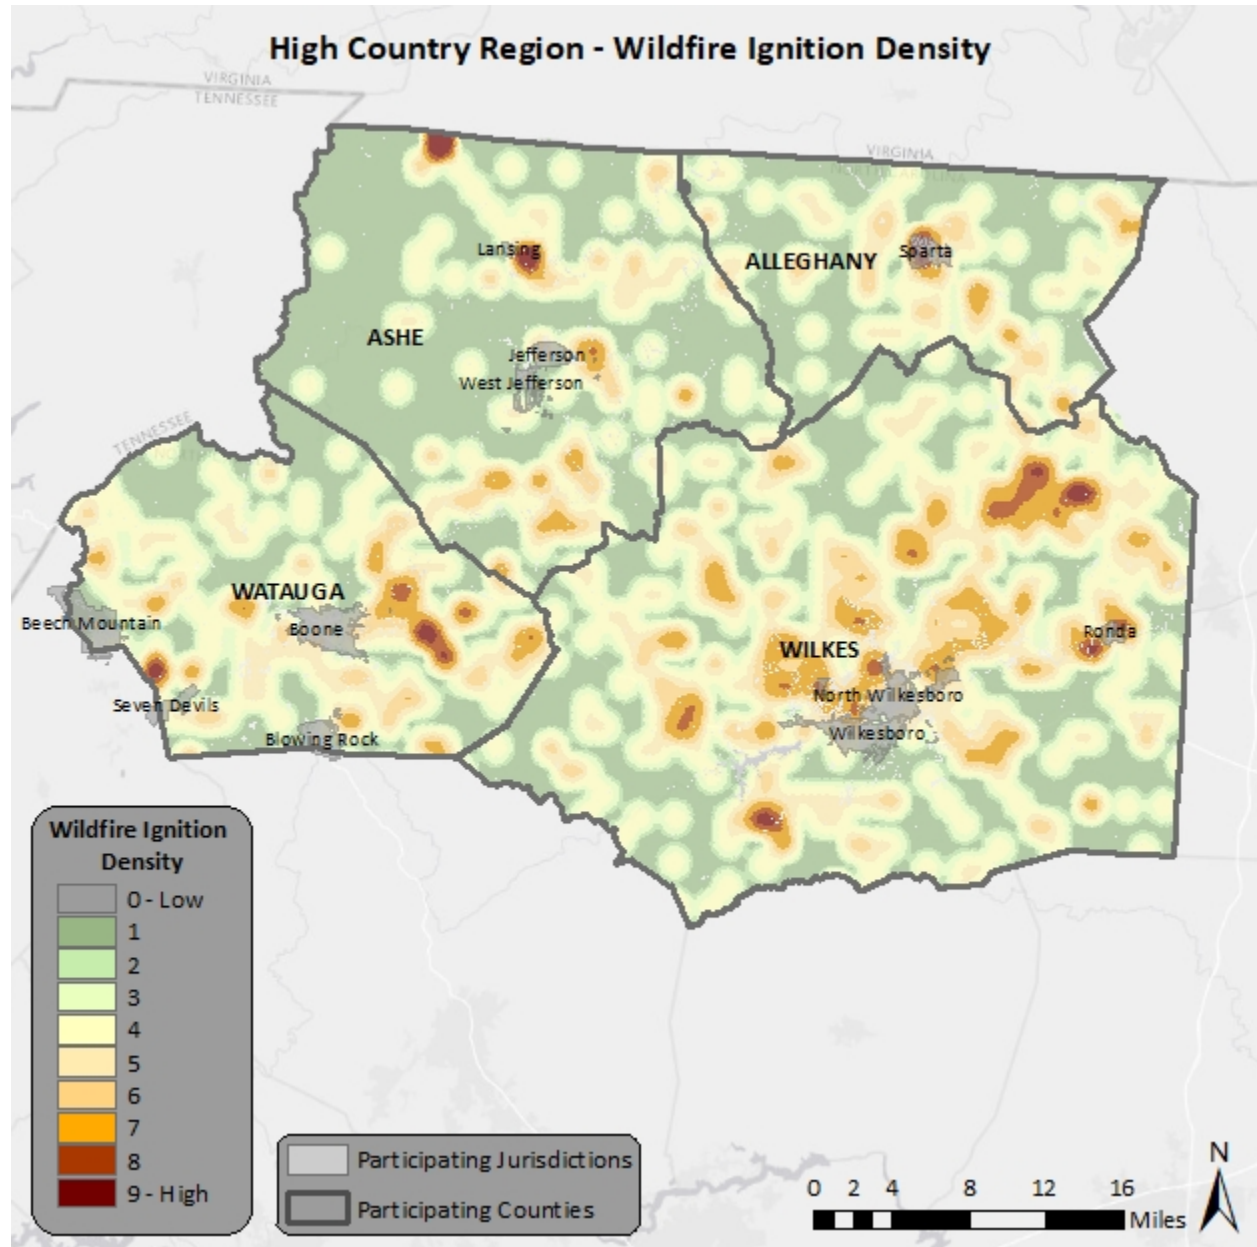 High Country Region - Wildfire Ignition Density
VIRGINIA
TENNESSEE
VIRGINIA
NORTH CAROLINA
Lansing
ALLEGHANY
Sparta
ASHE
Jefferson
West Jefferson
TENNESSEE
WATAUGA
Beech Mountain
Boone
Ronda
WILKES
North Wilkesboro
Seven Devils
Wilkesboro
Blowing Rock
Wildfire Ignition
Density
0 - Low
1
2
3
4
5
6
7
8
9 - High
Participating Jurisdictions
Participating Counties
0 2 4 8 12 16
Miles
N